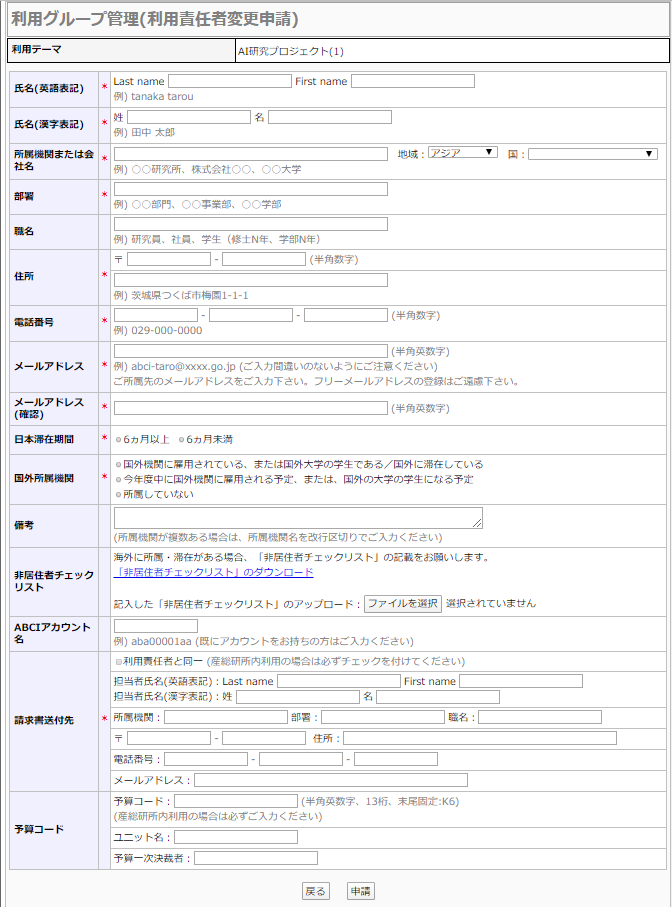 利用グループ管理(利用責任者変更申請)
利用テーマ AI研究プロジェクト(1)
氏名(英語表記) * Last name First name
例) tanaka tarou
氏名(漢字表記) * 姓 名
例) 田中 太郎
所属機関または会社名 * 地域：アジア ▼ 国： ▼
例) 〇〇研究所、株式会社〇〇、〇〇大学
部署 *
例) 〇〇部門、〇〇事業部、〇〇学部
職名
例) 研究員、社員、学生（修士N年、学部N年）
住所 * 〒 - (半角数字)
例) 茨城県つくば市梅園1-1-1
電話番号 * - - (半角数字)
例) 029-000-0000
メールアドレス * (半角英数字)
例) abci-taro@xxxx.go.jp (ご入力間違いのないようにご注意ください)
ご所属先のメールアドレスをご入力下さい。フリーメールアドレスの登録はご遠慮下さい。
メールアドレス
(確認) * (半角英数字)
日本滞在期間 * 6ヵ月以上 6ヵ月未満
国外所属機関 * 国外機関に雇用されている、または国外大学の学生である／国外に滞在している
今年度中に国外機関に雇用される予定、または、国外の大学の学生になる予定
所属していない
備考
(所属機関が複数ある場合は、所属機関名を改行区切りでご入力ください)
非居住者チェックリスト
海外に所属・滞在がある場合、「非居住者チェックリスト」の記載をお願いします。
「非居住者チェックリスト」のダウンロード
記入した「非居住者チェックリスト」のアップロード： ファイルを選択 選択されていません
ABCIアカウント名
例) aba00001aa (既にアカウントをお持ちの方はご入力ください)
請求書送付先 * 利用責任者と同一 (産総研所内利用の場合は必ずチェックを付けてください)
担当者氏名(英語表記)：Last name First name
担当者氏名(漢字表記)：姓 名
所属機関： 部署： 職名：
〒 - 住所：
電話番号： - -
メールアドレス：
予算コード 予算コード： (半角英数字、13桁、末尾固定:K6)
(産総研所内利用の場合は必ずご入力ください)
ユニット名：
予算一次決裁者：
戻る 申請